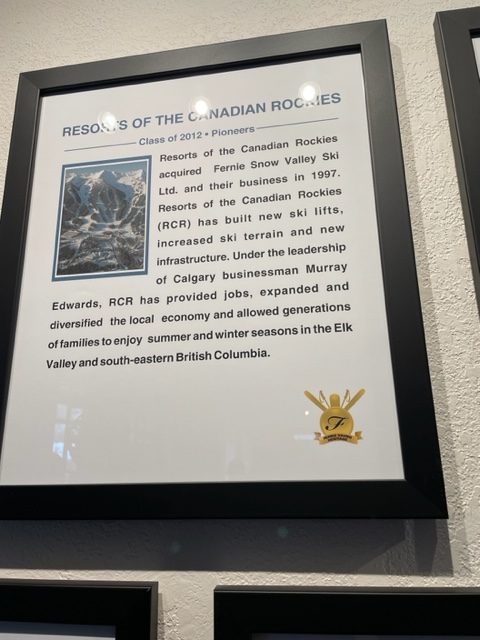 RESORTS OF THE CANADIAN ROCKIES
Class of 2012 • Pioneers
Resorts of the Canadian Rockies
acquired Fernie Snow Valley Ski
Ltd. and their business in 1997.
Resorts of the Canadian Rockies
(RCR) has built new ski lifts,
increased ski terrain and new
infrastructure. Under the leadership
of Calgary businessman Murray
Edwards, RCR has provided jobs, expanded and
diversified the local economy and allowed generations
of families to enjoy summer and winter seasons in the Elk
Valley and south-eastern British Columbia.
F